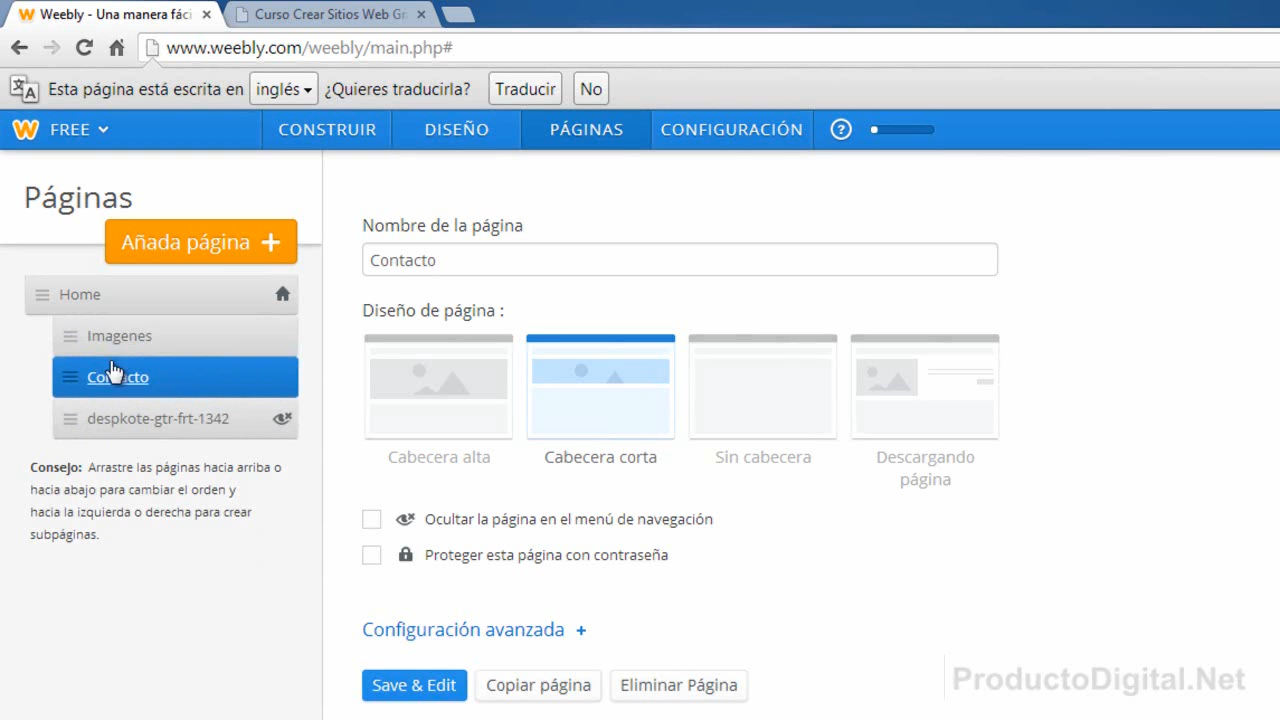 Weebly - Una manera fáci
Curso Crear Sitios Web Gr
www.weebly.com/weebly/main.php#
Esta página está escrita en inglés ¿Quieres traducirla? Traducir No
FREE CONSTRUIR DISEÑO PÁGINAS CONFIGURACIÓN ?
Páginas
Añada página +
Home
Imagenes
Contacto
despkote-gtr-frt-1342
Consejo: Arrastre las páginas hacia arriba o
hacia abajo para cambiar el orden y
hacia la izquierda o derecha para crear
subpáginas.
Nombre de la página
Contacto
Diseño de página :
Cabecera alta
Cabecera corta
Sin cabecera
Descargando
página
Ocultar la página en el menú de navegación
Proteger esta página con contraseña
Configuración avanzada +
Save & Edit Copiar página Eliminar Página
ProductoDigital.Net